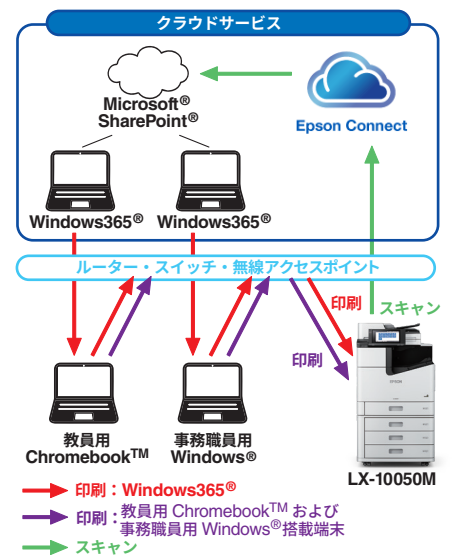 クラウドサービス
Microsoft®
SharePoint®
Epson Connect
Windows365®
Windows365®
ルーター・スイッチ・無線アクセスポイント
印刷
スキャン
印刷
EPSON
教員用
Chromebook™
事務職員用
Windows®
LX-10050M
印刷：Windows365®
印刷：教員用 Chromebook™ および
事務職員用 Windows®搭載端末
スキャン